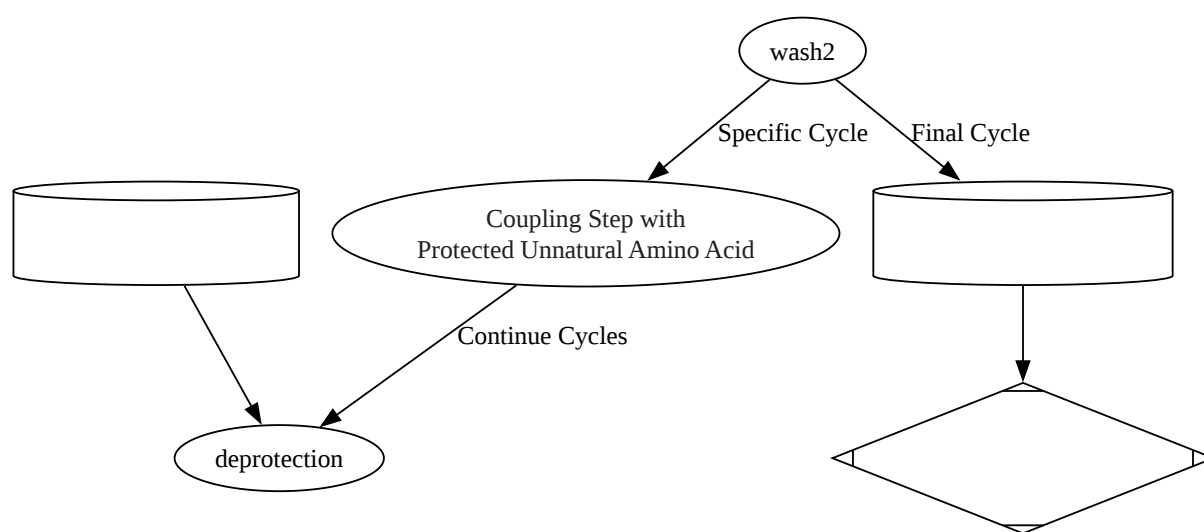 wash2
Specific Cycle
Final Cycle
Coupling Step with
Protected Unnatural Amino Acid
Continue Cycles
deprotection